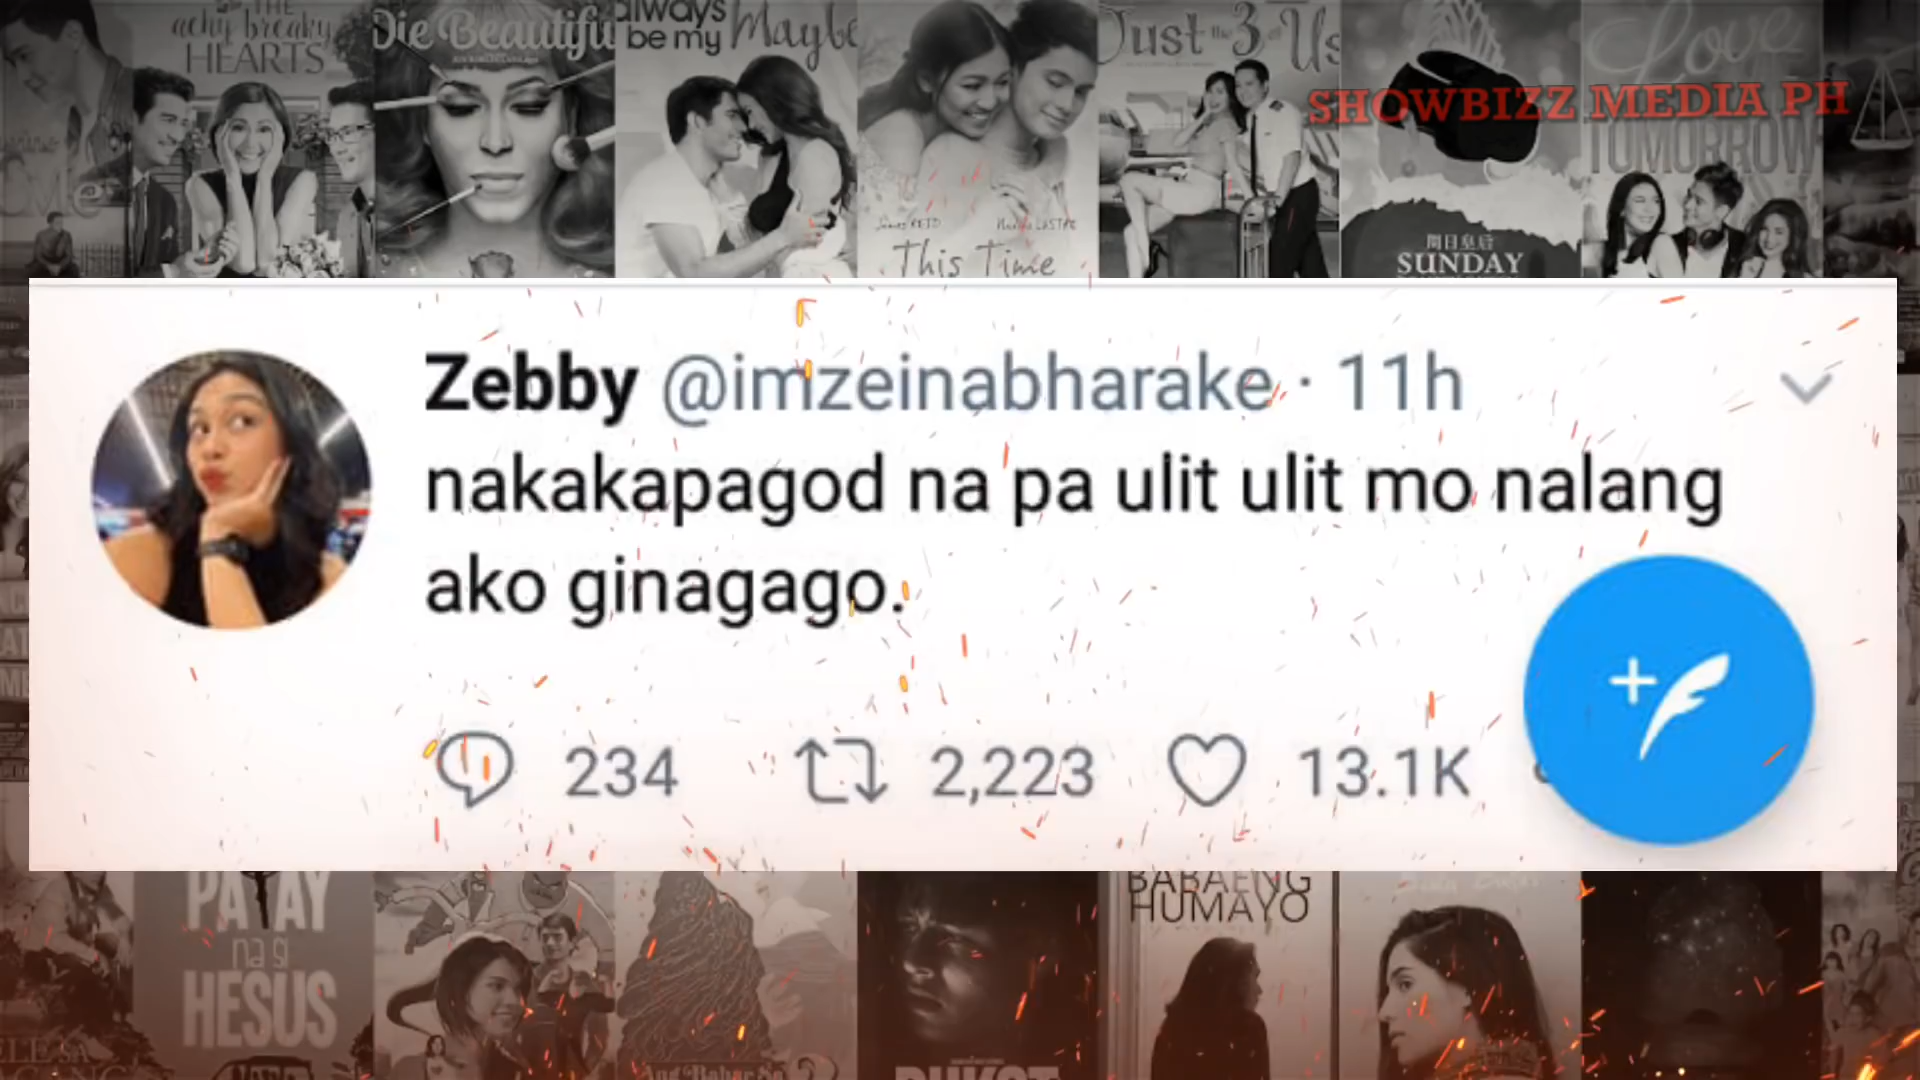 THE
achy breaky
HEARTS
Die Beautiful
always
be my Maybe
This Time
Just the 3 of Us
SUNDAY
Love
TOMORROW
SHOWBIZZ MEDIA PH
Zebby @imzeinabharake · 11h
nakakapagod na pa ulit ulit mo nalang
ako ginagago.
234 2,223 13.1K
PATAY
na si
HESUS
BABAENG
HUMAYO